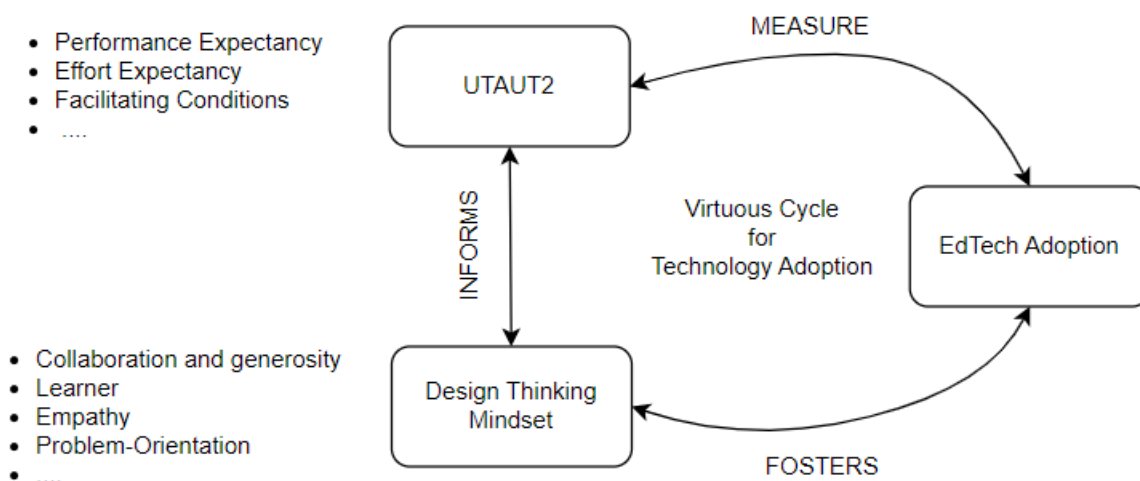 MEASURE
• Performance Expectancy
• Effort Expectancy
• Facilitating Conditions
• ....
UTAUT2
INFORMS
Virtuous Cycle
for
Technology Adoption
EdTech Adoption
• Collaboration and generosity
• Learner
• Empathy
• Problem-Orientation
• ....
Design Thinking
Mindset
FOSTERS